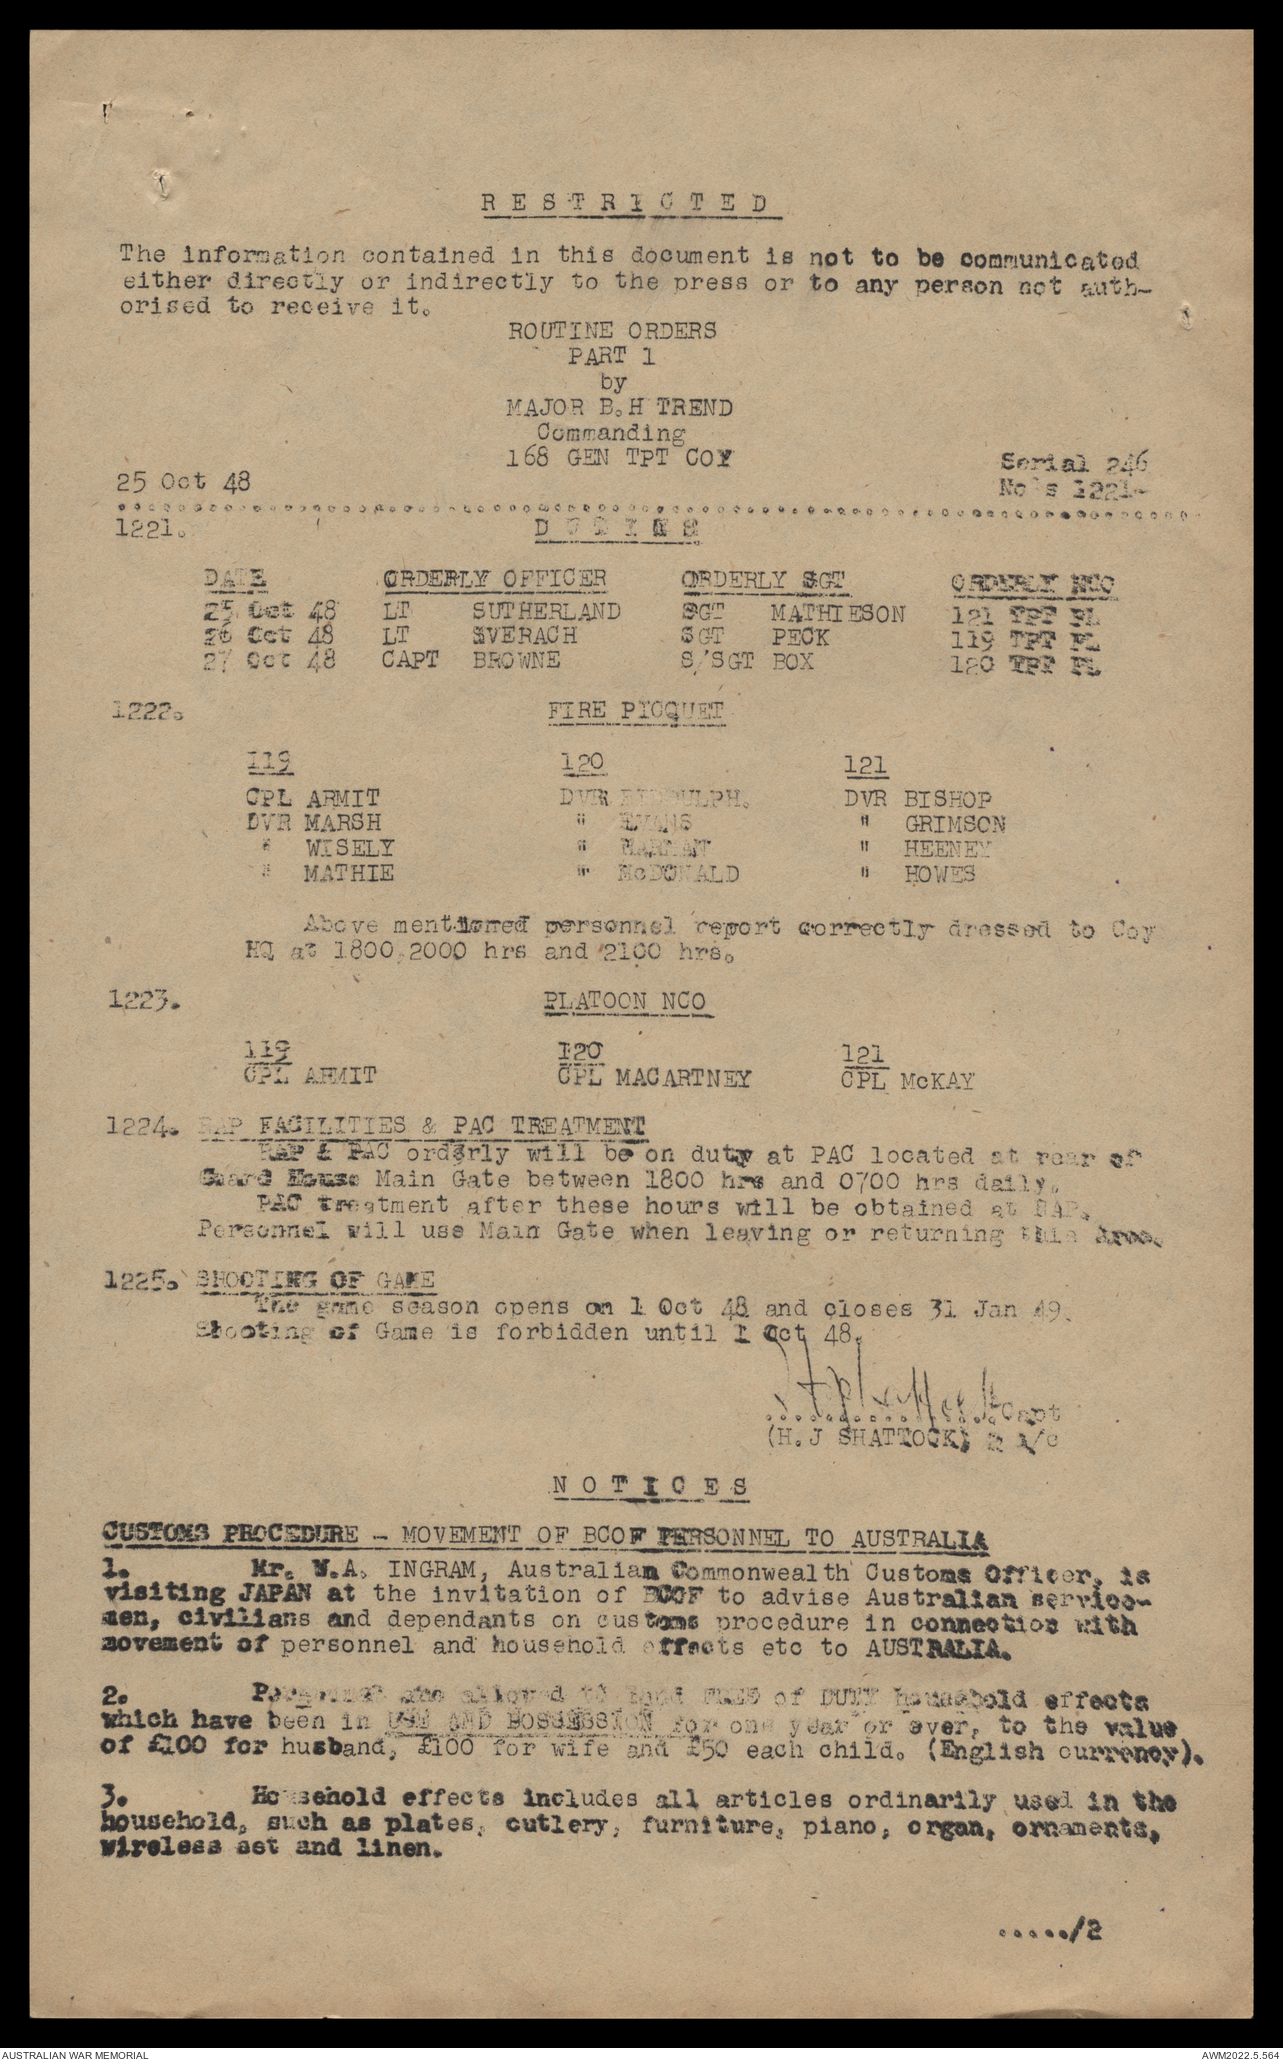 RESTRICTED
The information contained in this document is not to be communicated
either directly or indirectly to the press or to any person not auth-
orised to receive it.
ROUTINE ORDERS
PART 1
by
MAJOR B.H TREND
Commanding
168 GEN TPT COY
Serial 246
25 Oct 48
No's 1221-
1221. DUTIES
DATE ORDERLY OFFICER ORDERLY SGT ORDERLY NCO
25 Oct 48 LT SUTHERLAND SGT MATHIESON 121 TPT PL
26 Oct 48 LT SVERACH SGT PECK 119 TPT PL
27 Oct 48 CAPT BROWNE S/SGT BOX 120 TPT PL
1222. FIRE PICQUET
119 120 121
CPL ARMIT DVR BIDDULPH. DVR BISHOP
DVR MARSH " EVANS " GRIMSON
" WISELY " HARMAN " HEENEY
" MATHIE " McDONALD " HOWES
Above mentioned personnel report correctly dressed to Coy
HQ at 1800,2000 hrs and 2100 hrs.
1223. PLATOON NCO
119 120 121
CPL ARMIT CPL MACARTNEY CPL McKAY
1224. RAP FACILITIES & PAC TREATMENT
RAP & PAC orderly will be on duty at PAC located at rear of
Guard House Main Gate between 1800 hrs and 0700 hrs daily.
PAC treatment after these hours will be obtained at RAP.
Personnel will use Main Gate when leaving or returning this Area.
1225. SHOOTING OF GAME
The game season opens on 1 Oct 48 and closes 31 Jan 49.
Shooting of Game is forbidden until 1 Oct 48.
Capt
(H.J SHATTOCK) 2 i/c
NOTICES
CUSTOMS PROCEDURE - MOVEMENT OF BCOF PERSONNEL TO AUSTRALIA
1. Mr. W.A. INGRAM, Australian Commonwealth Customs Officer, is
visiting JAPAN at the invitation of BCOF to advise Australian service-
men, civilians and dependants on customs procedure in connection with
movement of personnel and household effects etc to AUSTRALIA.
2. Personnel are allowed to land FREE of DUTY household effects
which have been in USE AND POSSESSION for one year or ever, to the value
of £100 for husband, £100 for wife and £50 each child. (English currency).
3. Household effects includes all articles ordinarily used in the
household, such as plates, cutlery, furniture, piano, organ, ornaments,
wireless set and linen.
...../2
AUSTRALIAN WAR MEMORIAL
AWM2022.5.564